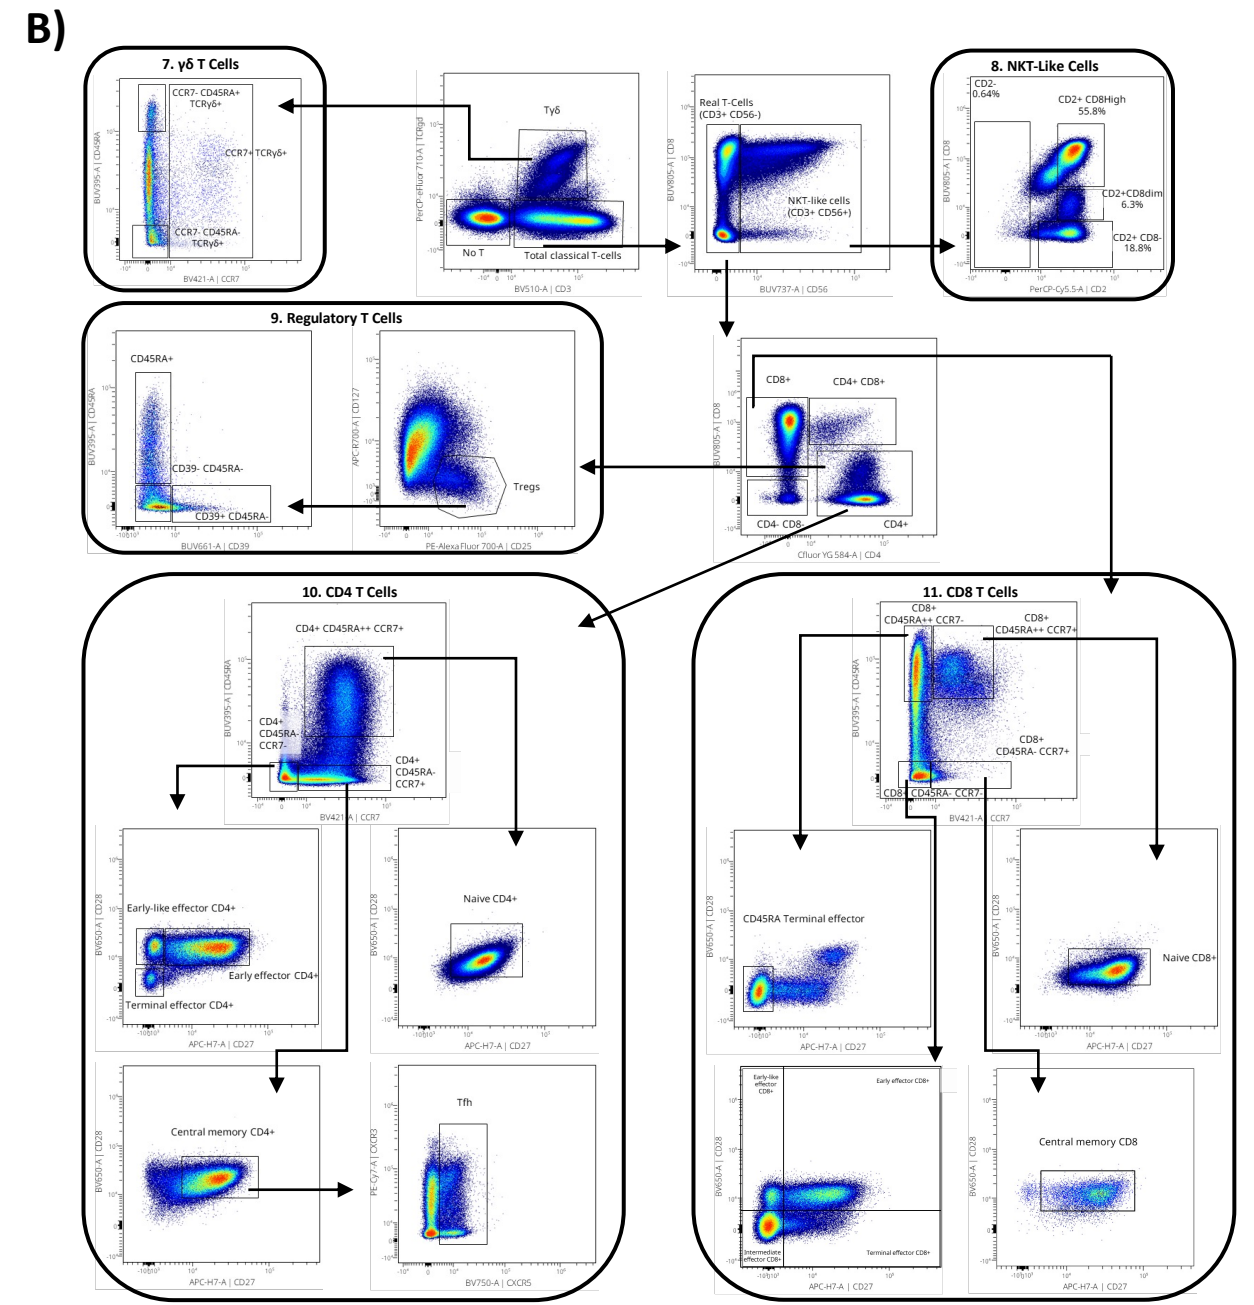 B)
7. γδ T Cells
CCR7- CD45RA+
TCRγδ+
CCR7+ TCRγδ+
CCR7- CD45RA-
TCRγδ+
BUV395-A | CD45RA
BV421-A | CCR7
Tγδ
No T
Total classical T-cells
PerCP-eFluor 710-A | TCRgd
BV510-A | CD3
Real T-Cells
(CD3+ CD56-)
NKT-like cells
(CD3+ CD56+)
BUV805-A | CD8
BUV737-A | CD56
8. NKT-Like Cells
CD2-
0.64%
CD2+ CD8High
55.8%
CD2+CD8dim
6.3%
CD2+ CD8-
18.8%
BUV805-A | CD8
PerCP-Cy5.5-A | CD2
9. Regulatory T Cells
CD45RA+
CD39- CD45RA-
CD39+ CD45RA-
BUV395-A | CD45RA
BUV661-A | CD39
Tregs
APC-R700-A | CD127
PE-AlexaFluor 700-A | CD25
CD8+
CD4+ CD8+
CD4- CD8-
CD4+
BUV805-A | CD8
Cfluor YG 584-A | CD4
10. CD4 T Cells
CD4+ CD45RA++ CCR7+
CD4+
CD45RA-
CCR7-
CD4+
CD45RA-
CCR7+
BUV395-A | CD45RA
BV421-A | CCR7
Early-like effector CD4+
Early effector CD4+
Terminal effector CD4+
BV650-A | CD28
APC-H7-A | CD27
Naive CD4+
BV650-A | CD28
APC-H7-A | CD27
Central memory CD4+
BV650-A | CD28
APC-H7-A | CD27
Tfh
PE-Cy7-A | CXCR3
BV750-A | CXCR5
11. CD8 T Cells
CD8+
CD45RA++ CCR7-
CD8+
CD45RA++ CCR7+
CD8+
CD45RA- CCR7+
CD8+ CD45RA- CCR7-
BUV395-A | CD45RA
BV421-A | CCR7
CD45RA Terminal effector
BV650-A | CD28
APC-H7-A | CD27
Naive CD8+
BV650-A | CD28
APC-H7-A | CD27
Early-like
effector
CD8+
Early effector CD8+
Intermediate
effector CD8+
Terminal effector CD8+
BV650-A | CD28
APC-H7-A | CD27
Central memory CD8
BV650-A | CD28
APC-H7-A | CD27